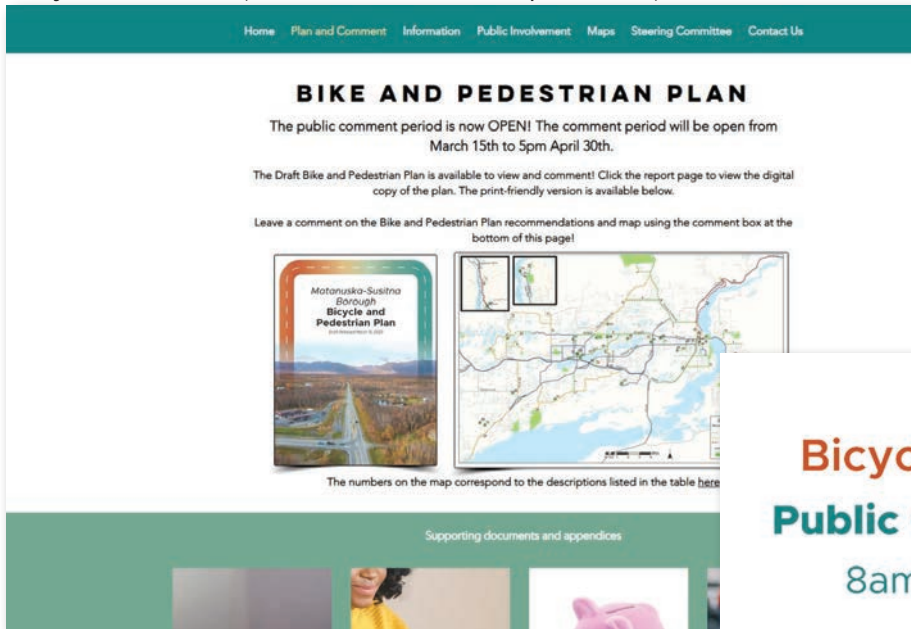 Home Plan and Comment Information Public Involvement Maps Steering Committee Contact Us
BIKE AND PEDESTRIAN PLAN
The public comment period is now OPEN! The comment period will be open from
March 15th to 5pm April 30th.
The Draft Bike and Pedestrian Plan is available to view and comment! Click the report page to view the digital
copy of the plan. The print-friendly version is available below.
Leave a comment on the Bike and Pedestrian Plan recommendations and map using the comment box at the
bottom of this page!
Matanuska-Susitna
Borough
Bicycle and
Pedestrian Plan
The numbers on the map correspond to the descriptions listed in the table here
Supporting documents and appendices
Bicyc
Public
8am